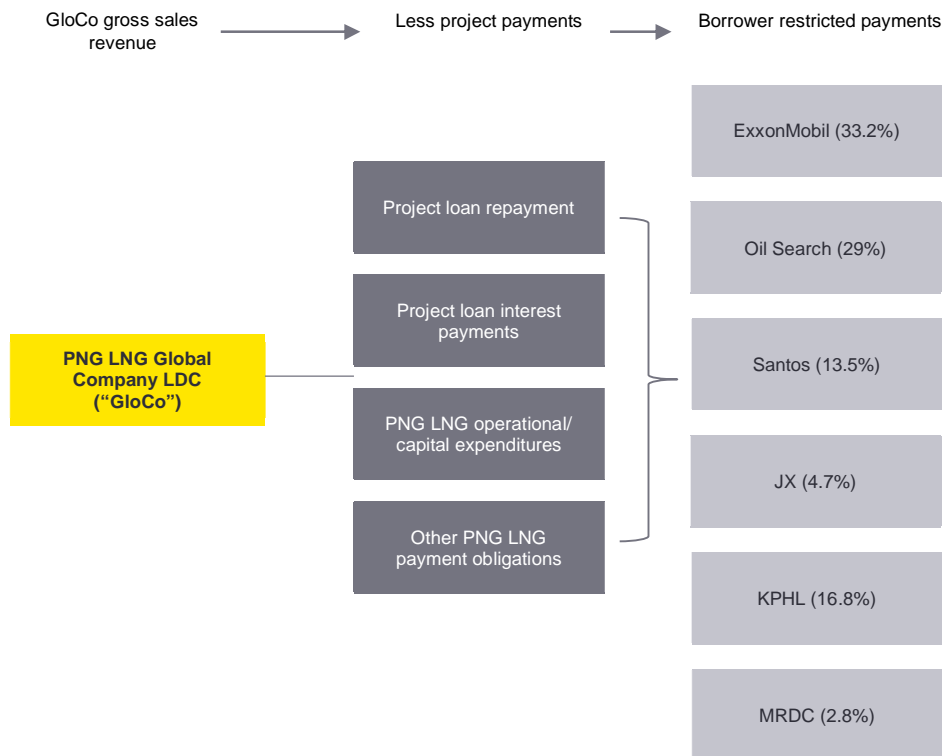 GloCo gross sales
revenue
Less project payments
Borrower restricted payments
PNG LNG Global
Company LDC
(“GloCo”)
Project loan repayment
Project loan interest
payments
PNG LNG operational/
capital expenditures
Other PNG LNG
payment obligations
ExxonMobil (33.2%)
Oil Search (29%)
Santos (13.5%)
JX (4.7%)
KPHL (16.8%)
MRDC (2.8%)